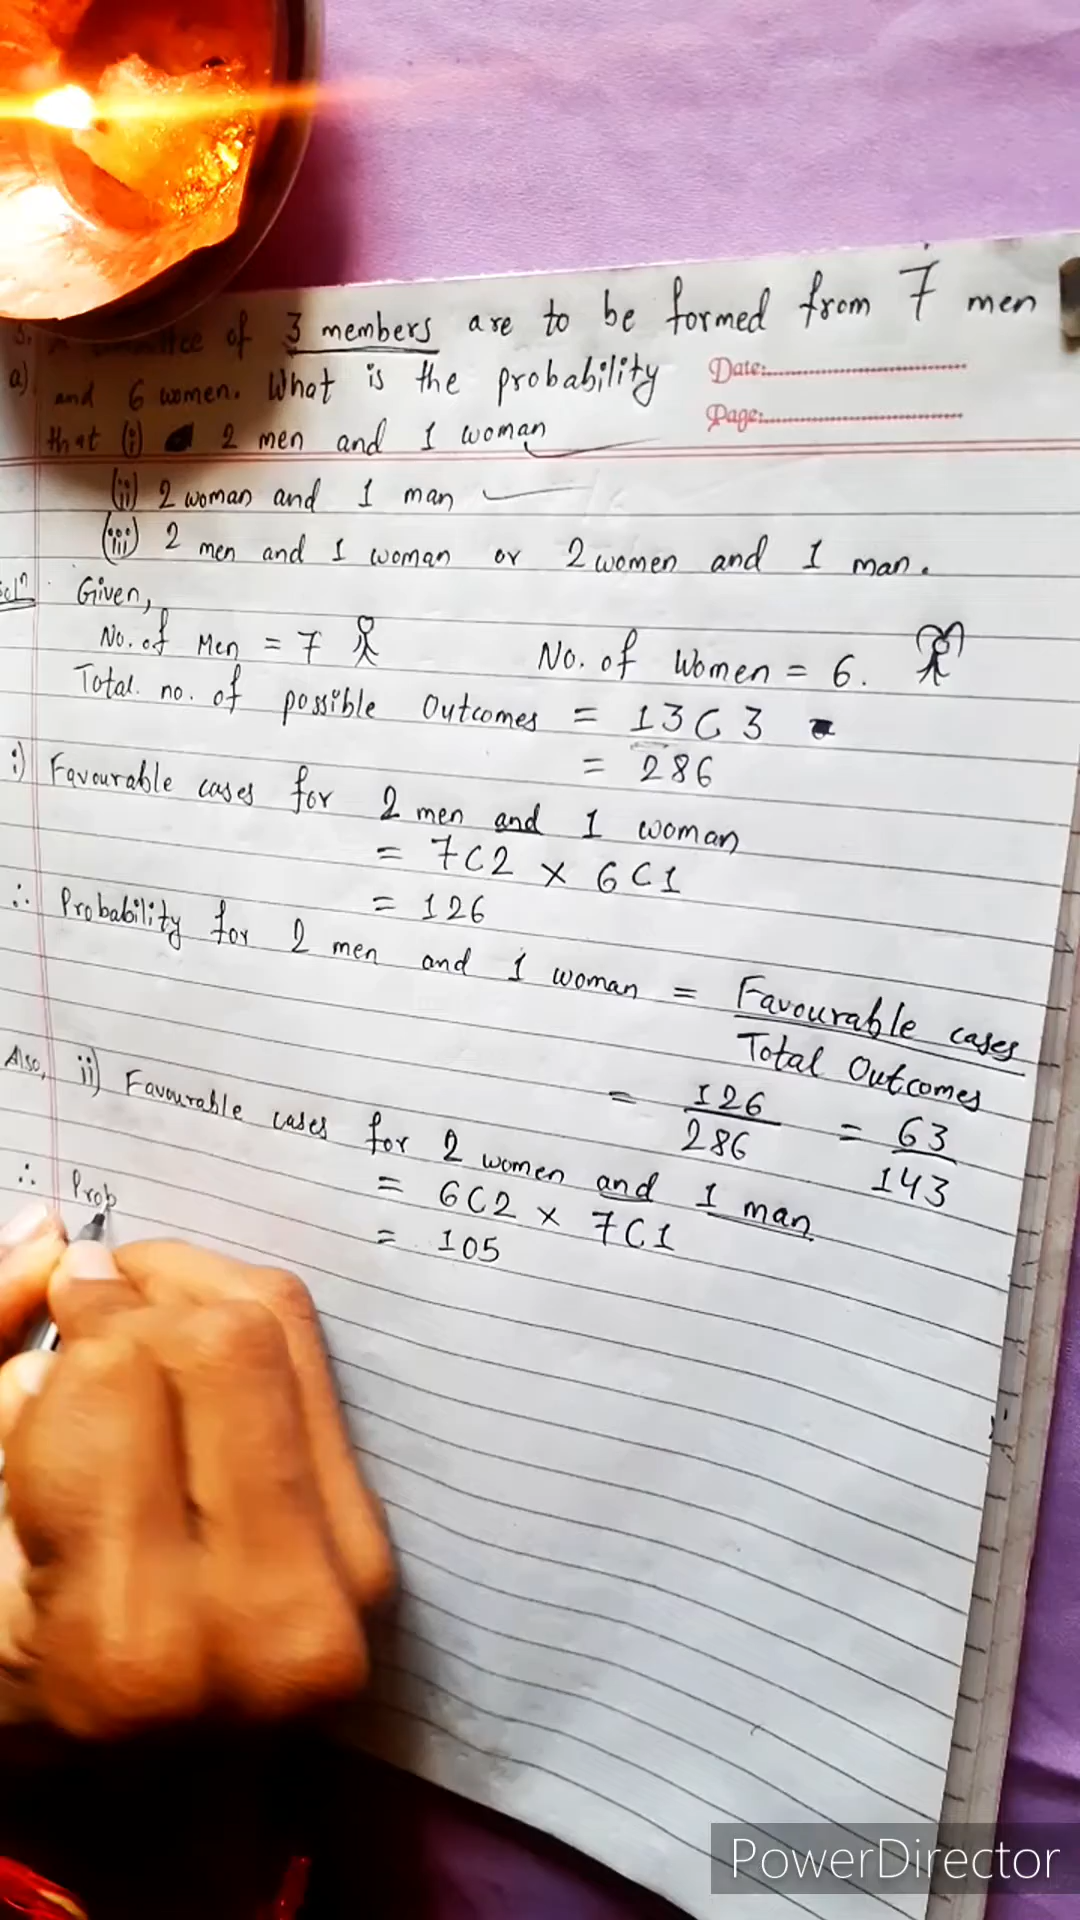 of 3 members are to be formed from 7 men
a) and 6 women. What is the probability
Date:
Page:
that (i) 2 men and 1 woman
(ii) 2 woman and 1 man
(iii) 2 men and 1 woman or 2 women and 1 man.
Solⁿ Given,
No. of Men = 7 No. of Women = 6.
Total no. of possible Outcomes = 13C3
= 286
i) Favourable cases for 2 men and 1 woman
= 7C2 × 6C1
= 126
∴ Probability for 2 men and 1 woman = Favourable cases
Total Outcomes
= 126/286 = 63/143
Also, ii) Favourable cases for 2 women and 1 man
= 6C2 × 7C1
= 105
∴ Prob
PowerDirector